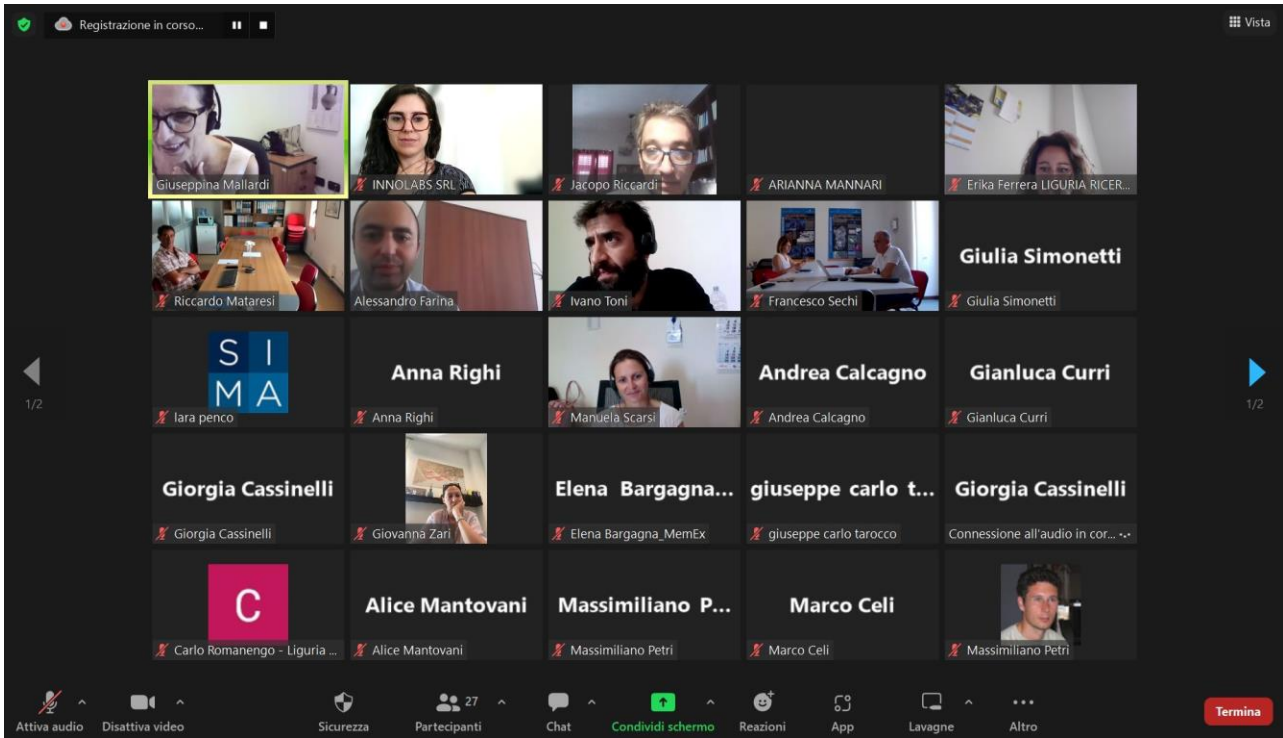 Registrazione in corso...
Vista
Giuseppina Mallardi
INNOLABS SRL
Jacopo Riccardi
ARIANNA MANNARI
Erika Ferrera LIGURIA RICER...
Riccardo Mataresi
Alessandro Farina
Ivano Toni
Francesco Sechi
Giulia Simonetti
Giulia Simonetti
S I
M A
lara penco
Anna Righi
Anna Righi
Manuela Scarsi
Andrea Calcagno
Andrea Calcagno
Gianluca Curri
Gianluca Curri
1/2
1/2
Giorgia Cassinelli
Giorgia Cassinelli
Giovanna Zari
Elena Bargagna...
Elena Bargagna_MemEx
giuseppe carlo t...
giuseppe carlo tarocco
Giorgia Cassinelli
Connessione all'audio in cor...
C
Carlo Romanengo - Liguria ...
Alice Mantovani
Alice Mantovani
Massimiliano P...
Massimiliano Petri
Marco Celi
Marco Celi
Massimiliano Petri
Attiva audio
Disattiva video
Sicurezza
27
Partecipanti
Chat
Condividi schermo
Reazioni
App
Lavagne
Altro
Termina